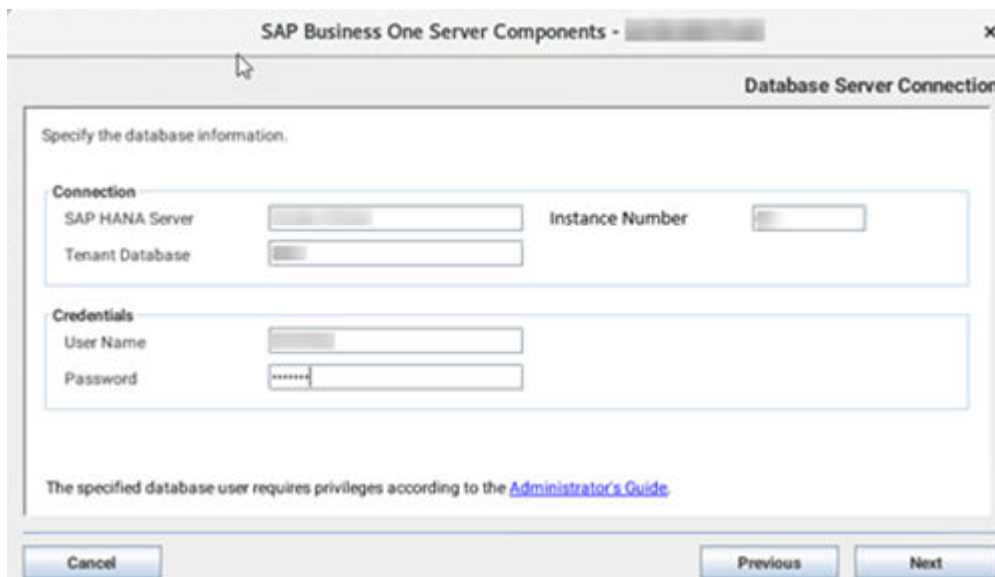 SAP Business One Server Components -
Database Server Connection
Specify the database information.
Connection
SAP HANA Server
Instance Number
Tenant Database
Credentials
User Name
Password
The specified database user requires privileges according to the Administrator's Guide.
Cancel
Previous
Next